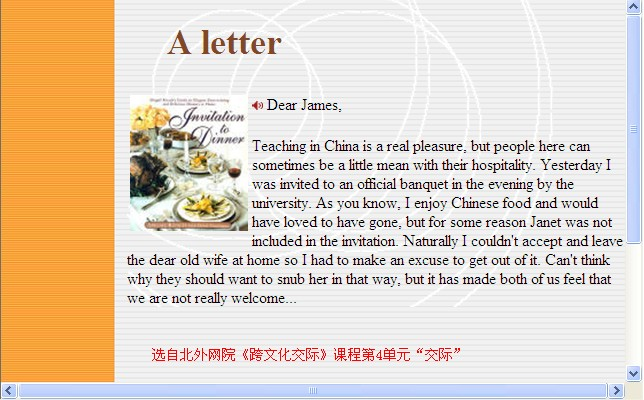 A letter
Invitation
to
Dinner
Dear James,
Teaching in China is a real pleasure, but people here can
sometimes be a little mean with their hospitality. Yesterday I
was invited to an official banquet in the evening by the
university. As you know, I enjoy Chinese food and would
have loved to have gone, but for some reason Janet was not
included in the invitation. Naturally I couldn't accept and leave
the dear old wife at home so I had to make an excuse to get out of it. Can't think
why they should want to snub her in that way, but it has made both of us feel that
we are not really welcome...
选自北外网院《跨文化交际》课程第4单元“交际”